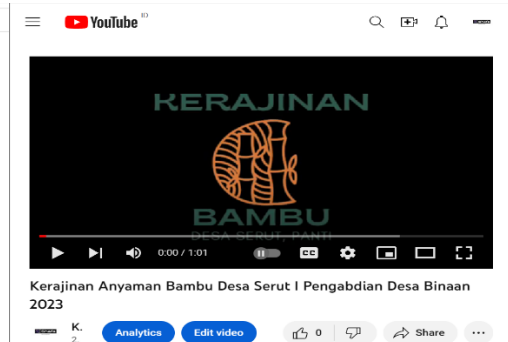 YouTube ID
KERAJINAN
BAMBU
DESA SERUT, PANTI
0:00 / 1:01
CC
Kerajinan Anyaman Bambu Desa Serut I Pengabdian Desa Binaan
2023
K.
2
Analytics
Edit video
0
Share